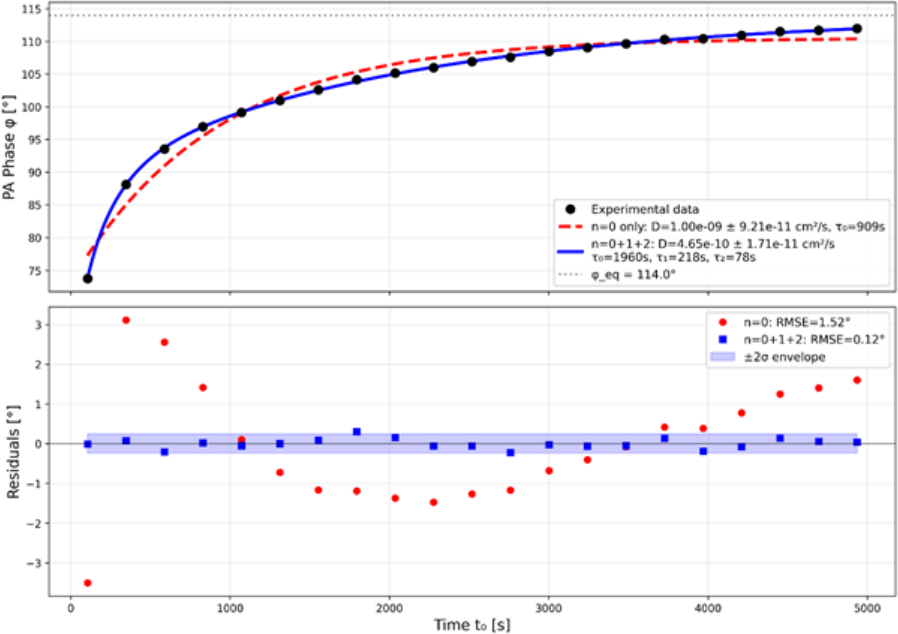 115
110
105
100
95
90
85
80
75
PA Phase φ [°]
Experimental data
n=0 only: D=1.00e-09 ± 9.21e-11 cm²/s, τ₀=909s
n=0+1+2: D=4.65e-10 ± 1.71e-11 cm²/s
τ₀=1960s, τ₁=218s, τ₂=78s
φ_eq = 114.0°
3
2
1
0
−1
−2
−3
Residuals [°]
n=0: RMSE=1.52°
n=0+1+2: RMSE=0.12°
±2σ envelope
0 1000 2000 3000 4000 5000
Time t₀ [s]